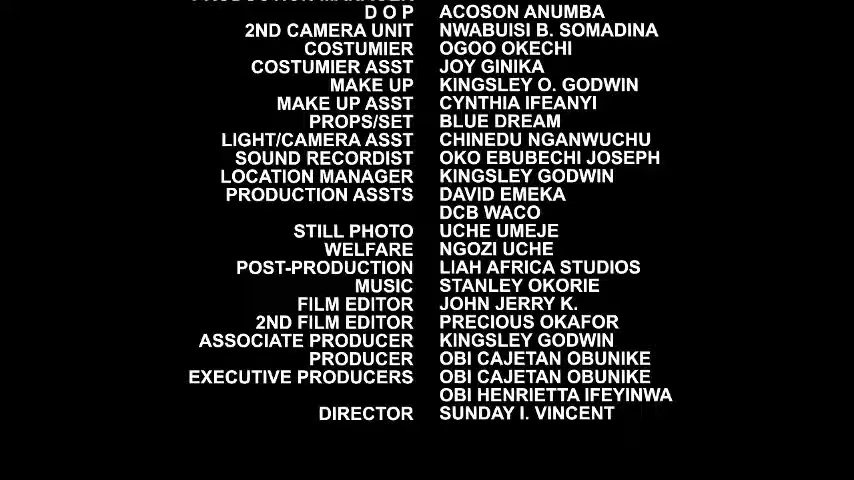 PRODUCTION MANAGER
D O P ACOSON ANUMBA
2ND CAMERA UNIT NWABUISI B. SOMADINA
COSTUMIER OGOO OKECHI
COSTUMIER ASST JOY GINIKA
MAKE UP KINGSLEY O. GODWIN
MAKE UP ASST CYNTHIA IFEANYI
PROPS/SET BLUE DREAM
LIGHT/CAMERA ASST CHINEDU NGANWUCHU
SOUND RECORDIST OKO EBUBECHI JOSEPH
LOCATION MANAGER KINGSLEY GODWIN
PRODUCTION ASSTS DAVID EMEKA
DCB WACO
STILL PHOTO UCHE UMEJE
WELFARE NGOZI UCHE
POST-PRODUCTION LIAH AFRICA STUDIOS
MUSIC STANLEY OKORIE
FILM EDITOR JOHN JERRY K.
2ND FILM EDITOR PRECIOUS OKAFOR
ASSOCIATE PRODUCER KINGSLEY GODWIN
PRODUCER OBI CAJETAN OBUNIKE
EXECUTIVE PRODUCERS OBI CAJETAN OBUNIKE
OBI HENRIETTA IFEYINWA
DIRECTOR SUNDAY I. VINCENT